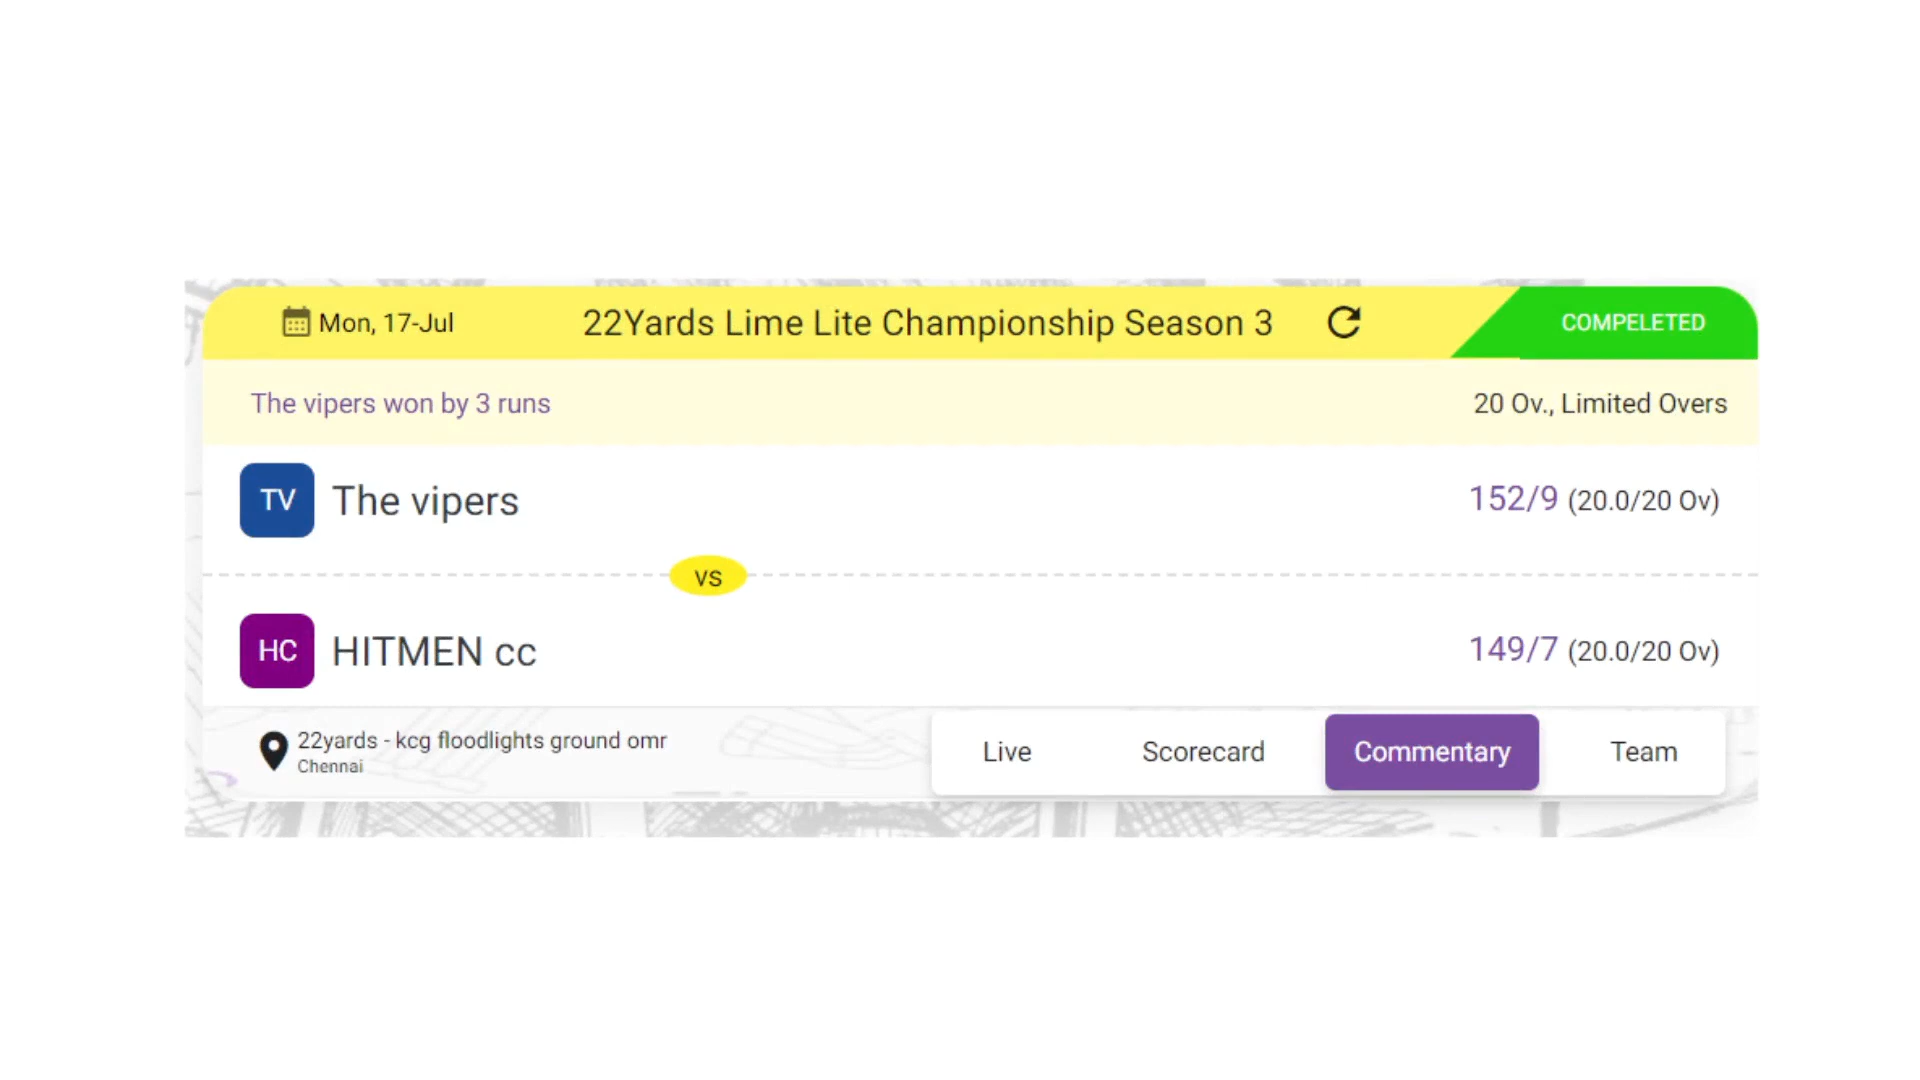 Mon, 17-Jul 22Yards Lime Lite Championship Season 3 COMPELETED
The vipers won by 3 runs 20 Ov., Limited Overs
TV The vipers 152/9 (20.0/20 Ov)
vs
HC HITMEN cc 149/7 (20.0/20 Ov)
22yards - kcg floodlights ground omr
Chennai
Live Scorecard Commentary Team